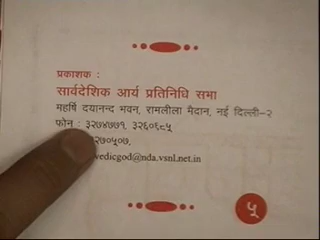 प्रकाशक :
सार्वदेशिक आर्य प्रतिनिधि सभा
महर्षि दयानन्द भवन, रामलीला मैदान, नई दिल्ली-२
फोन : ३२७४७७१, ३२६०९८५
२७०५०७,
vedicgod@nda.vsnl.net.in
५